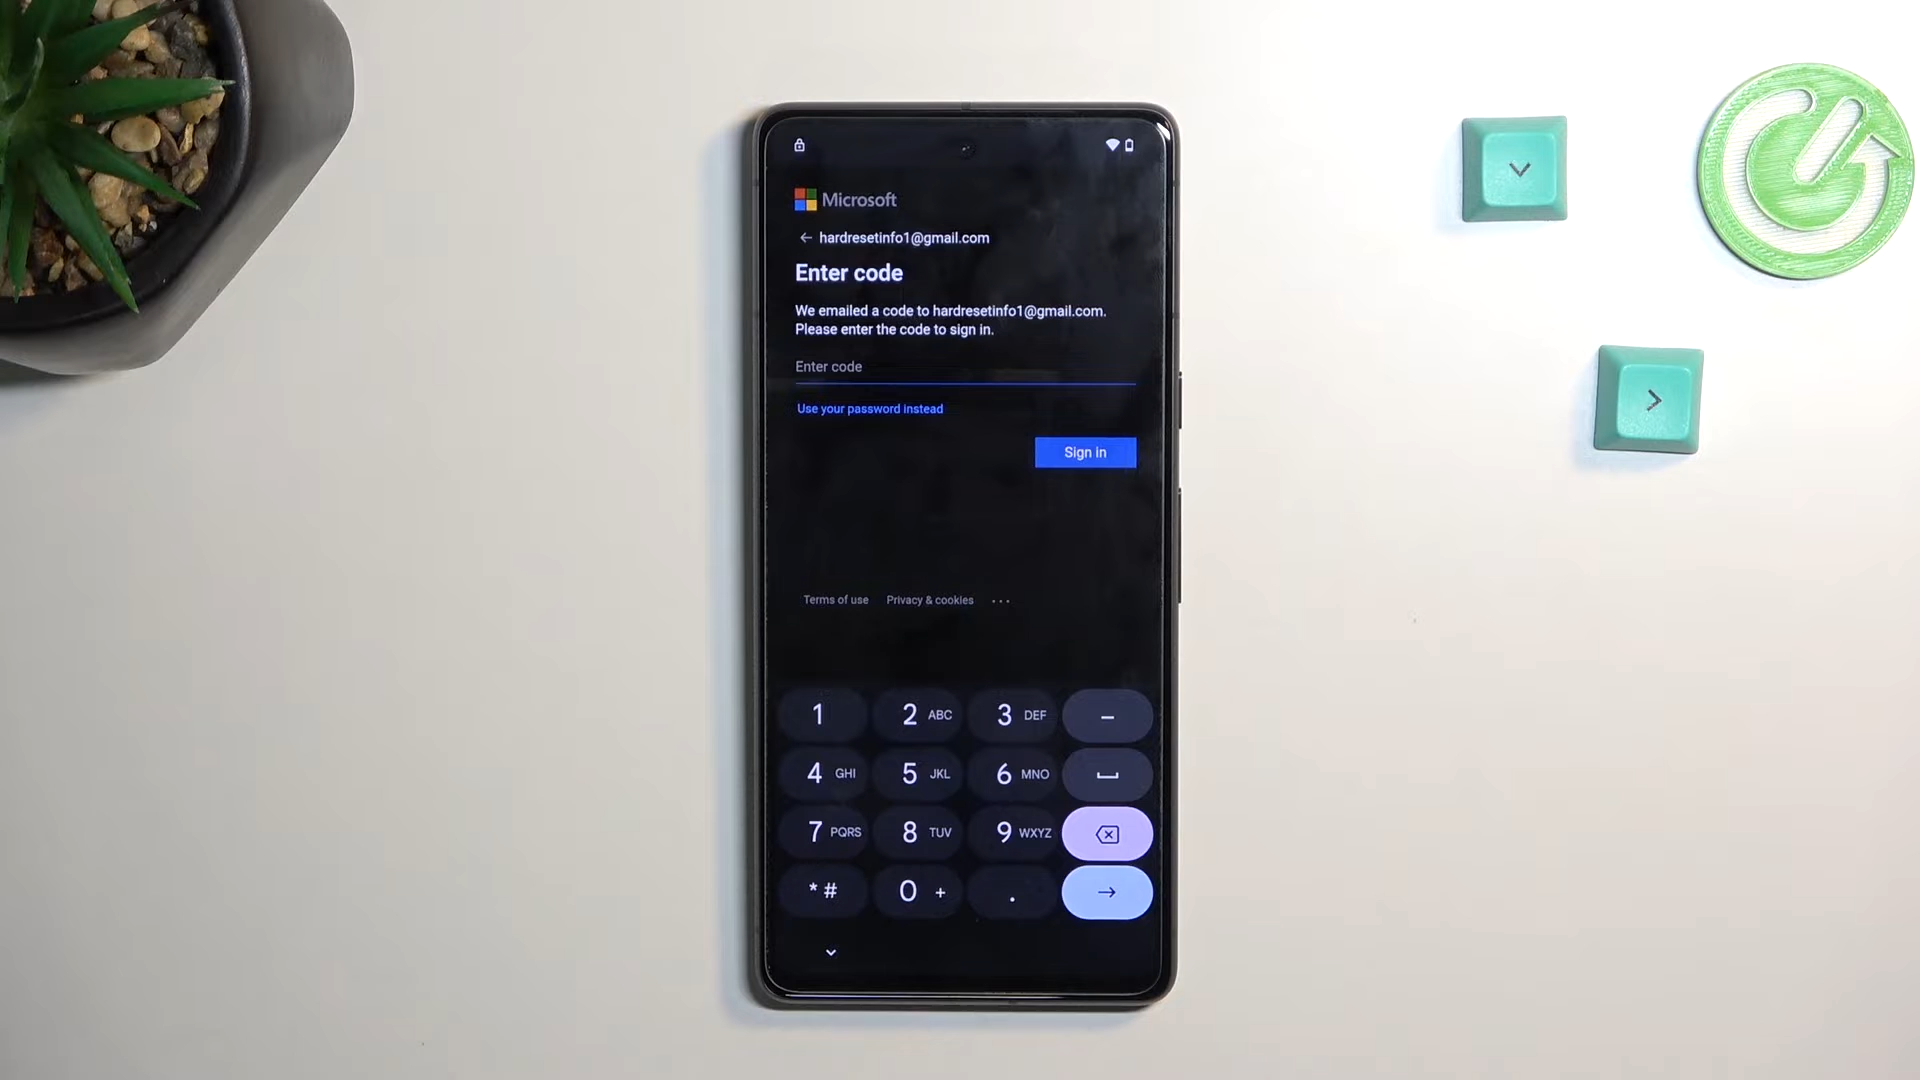 Microsoft
← hardresetinfo1@gmail.com
Enter code
We emailed a code to hardresetinfo1@gmail.com.
Please enter the code to sign in.
Enter code
Use your password instead
Sign in
Terms of use Privacy & cookies ...
1 2 ABC 3 DEF –
4 GHI 5 JKL 6 MNO
7 PQRS 8 TUV 9 WXYZ
* # 0 + . →